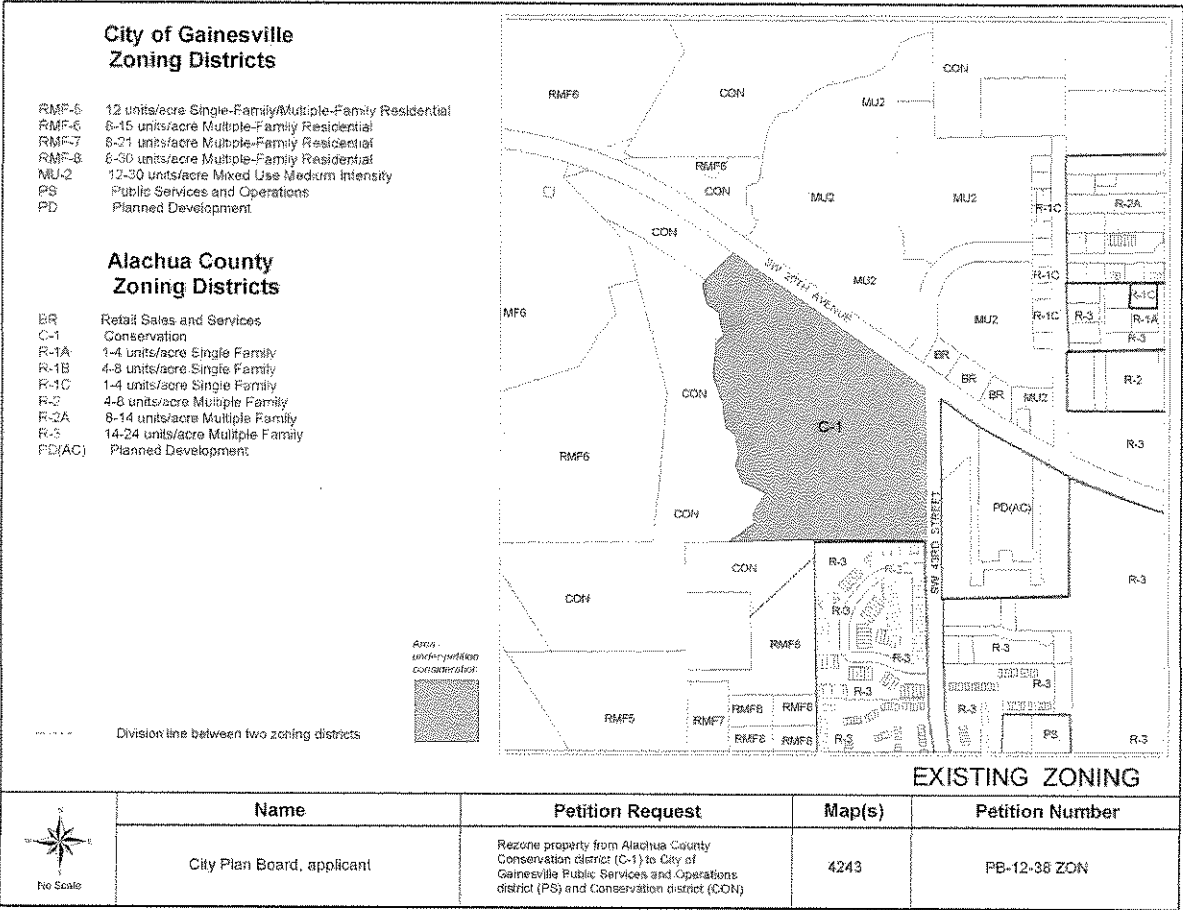 City of Gainesville
Zoning Districts
RMF-5 12 units/acre Single-Family/Multiple-Family Residential
RMF-6 8-15 units/acre Multiple-Family Residential
RMF-7 8-21 units/acre Multiple-Family Residential
RMF-8 8-30 units/acre Multiple-Family Residential
MU-2 12-30 units/acre Mixed Use Medium Intensity
PS Public Services and Operations
PD Planned Development
Alachua County
Zoning Districts
BR Retail Sales and Services
C-1 Conservation
R-1A 1-4 units/acre Single Family
R-1B 4-8 units/acre Single Family
R-1C 1-4 units/acre Single Family
R-2 4-8 units/acre Multiple Family
R-2A 8-14 units/acre Multiple Family
R-3 14-24 units/acre Mulitple Family
PD(AC) Planned Development
Area
under petition
consideration
Division line between two zoning districts
RMF6
CON
MU2
CON
RMF6
CON
MU2
MU2
R-1C
R-2A
CON
SW 20TH AVENUE
MU2
R-1C
R-1C
MF6
MU2
R-1C
R-3
R-1A
R-3
BR
BR
BR
MU2
R-2
CON
C-1
R-3
RMF6
CON
SW 43RD STREET
PD(AC)
CON
R-3
R-3
CON
R-3
R-3
RMF6
R-3
R-3
R-3
R-3
RMF5
RMF7
RMF8
RMF8
RMF8
RMF8
R-3
R-3
PS
R-3
EXISTING ZONING
N
No Scale
Name
Petition Request
Map(s)
Petition Number
City Plan Board, applicant
Rezone property from Alachua County
Conservation district (C-1) to City of
Gainesville Public Services and Operations
district (PS) and Conservation district (CON)
4243
PB-12-38 ZON